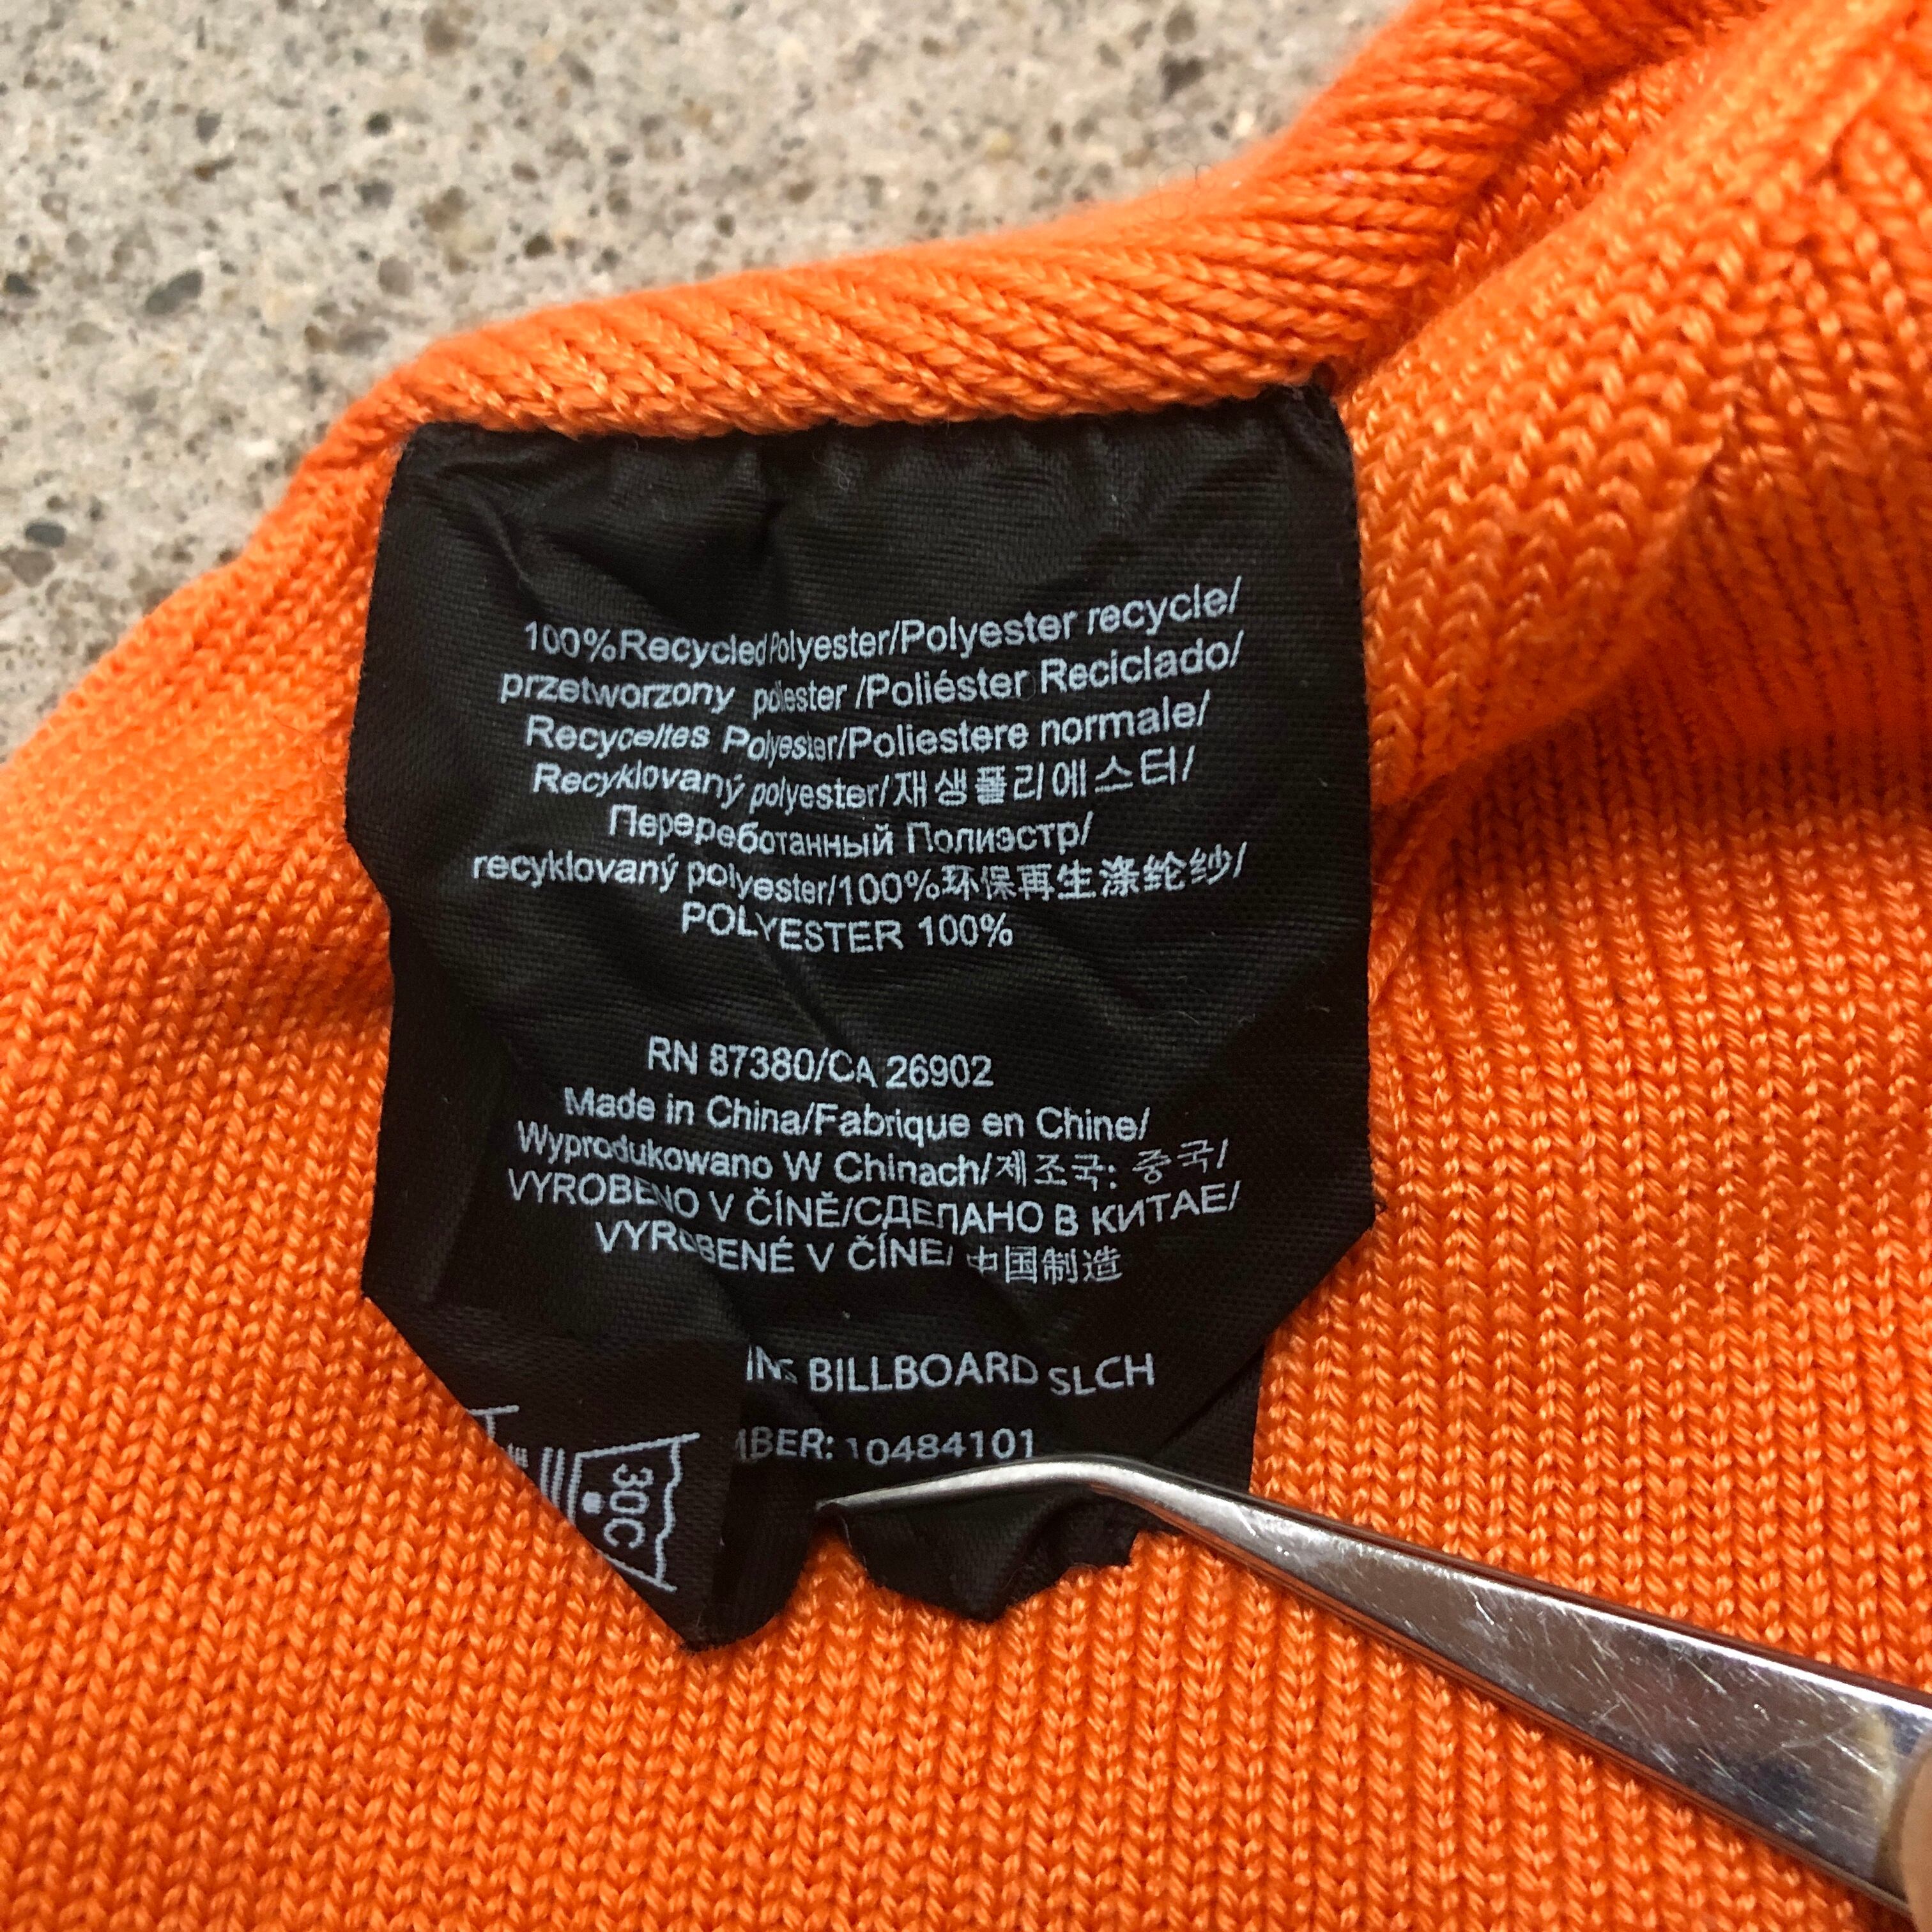 100%Recycled Polyester/Polyester recycle/
przetworzony poliester /Poliéster Reciclado/
Recyceltes Polyester/Poliestere normale/
Recyklovaný polyester/재생폴리에스터/
Переработанный Полиэстр/
recyklovaný polyester/100%环保再生涤纶纱/
POLYESTER 100%
RN 87380/CA 26902
Made in China/Fabrique en Chine/
Wyprodukowano W Chinach/제조국: 중국/
VYROBENO V ČÍNĚ/СДЕЛАНО В КИТАЕ/
VYROBENÉ V ČÍNE/ 中国制造
BILLBOARD SLCH
MBER: 10484101
30C